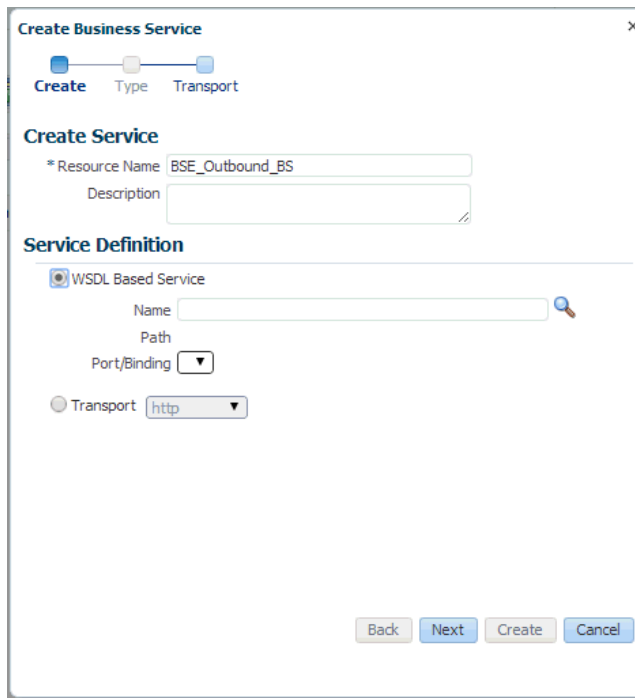 Create Business Service
Create Type Transport
Create Service
* Resource Name BSE_Outbound_BS
Description
Service Definition
WSDL Based Service
Name
Path
Port/Binding
Transport http
Back Next Create Cancel